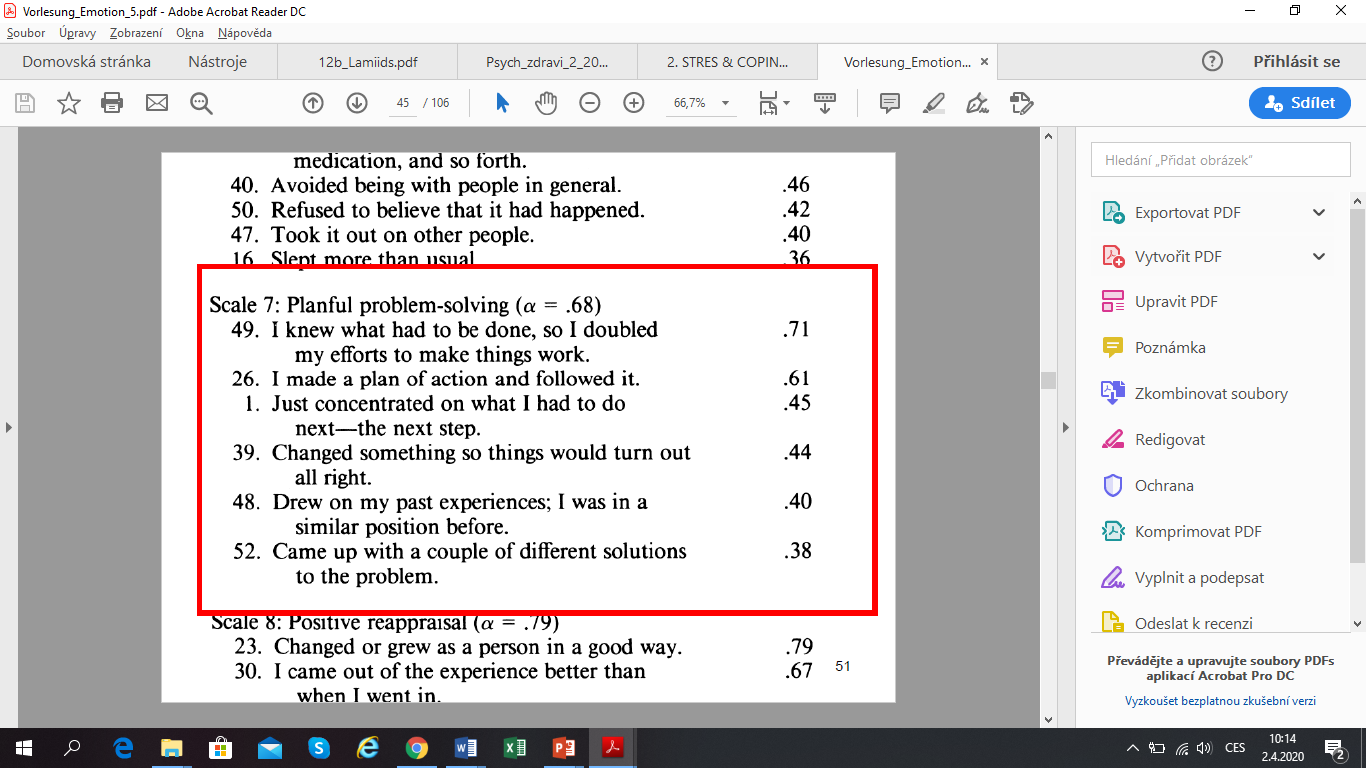 Vorlesung_Emotion_5.pdf - Adobe Acrobat Reader DC
Soubor Úpravy Zobrazení Okna Nápověda
Domovská stránka Nástroje 12b_Lamiids.pdf Psych_zdravi_2_20... 2. STRES & COPIN... Vorlesung_Emotion... × Přihlásit se
45 / 106 66,7% Sdílet
medication, and so forth.
40. Avoided being with people in general. .46
50. Refused to believe that it had happened. .42
47. Took it out on other people. .40
16. Slept more than usual .36
Scale 7: Planful problem-solving (α = .68)
49. I knew what had to be done, so I doubled .71
my efforts to make things work.
26. I made a plan of action and followed it. .61
1. Just concentrated on what I had to do .45
next—the next step.
39. Changed something so things would turn out .44
all right.
48. Drew on my past experiences; I was in a .40
similar position before.
52. Came up with a couple of different solutions .38
to the problem.
Scale 8: Positive reappraisal (α = .79)
23. Changed or grew as a person in a good way. .79
30. I came out of the experience better than .67
when I went in.
51
Hledání „Přidat obrázek“
Exportovat PDF
Vytvořit PDF
Upravit PDF
Poznámka
Zkombinovat soubory
Redigovat
Ochrana
Komprimovat PDF
Vyplnit a podepsat
Odeslat k recenzi
Převádějte a upravujte soubory PDFs
aplikací Acrobat Pro DC
Vyzkoušet bezplatnou zkušební verzi
CES 10:14
2.4.2020 2